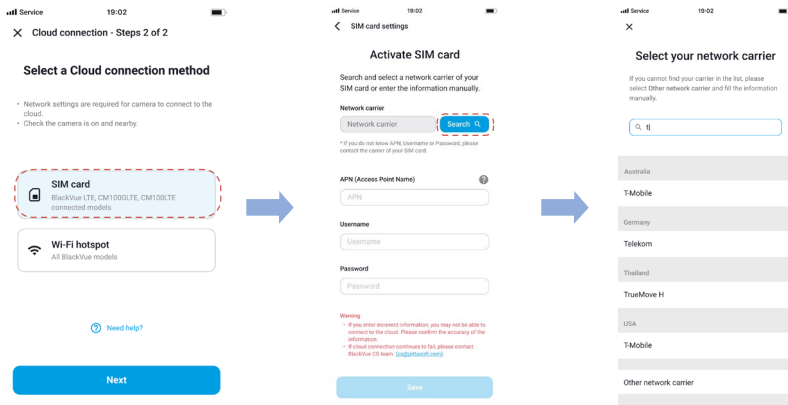 Service 19:02
Cloud connection - Steps 2 of 2
Select a Cloud connection method
• Network settings are required for camera to connect to the
cloud.
• Check the camera is on and nearby.
SIM card
BlackVue LTE, CM100GLTE, CM100LTE
connected models
Wi-Fi hotspot
All BlackVue models
? Need help?
Next
Service 19:02
SIM card settings
Activate SIM card
Search and select a network carrier of your
SIM card or enter the information manually.
Network carrier
Network carrier Search
* If you do not know APN, Username or Password, please
contact the carrier of your SIM card.
APN (Access Point Name) ?
APN
Username
Username
Password
Password
Warning
• If you enter incorrect information, you may not be able to
connect to the cloud. Please confirm the accuracy of the
information.
• If cloud connection continues to fail, please contact
BlackVue CS team. (cs@pittasoft.com)
Save
Service 19:02
Select your network carrier
If you cannot find your carrier in the list, please
select Other network carrier and fill the information
manually.
t
Australia
T-Mobile
Germany
Telekom
Thailand
TrueMove H
USA
T-Mobile
Other network carrier